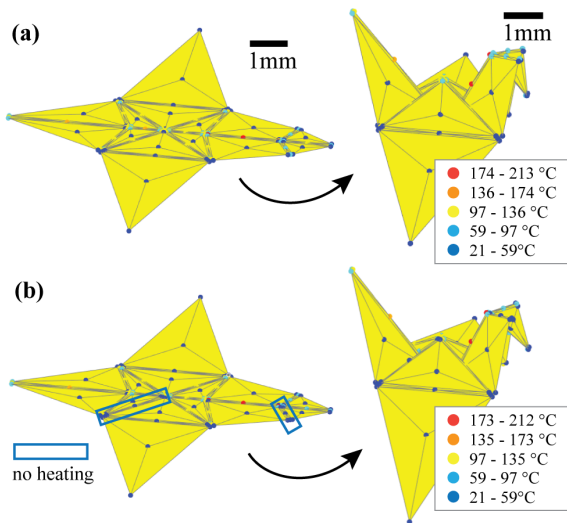 (a)
1mm
1mm
174 - 213 °C
136 - 174 °C
97 - 136 °C
59 - 97 °C
21 - 59°C
(b)
no heating
173 - 212 °C
135 - 173 °C
97 - 135 °C
59 - 97 °C
21 - 59°C